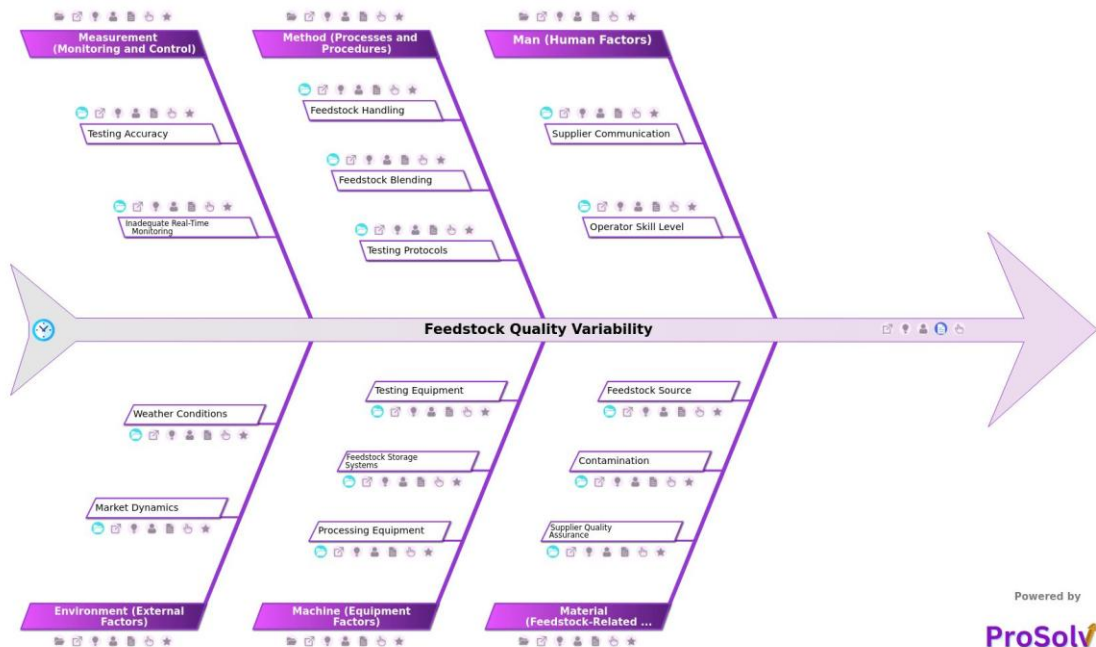 Measurement
(Monitoring and Control)
Method (Processes and
Procedures)
Man (Human Factors)
Testing Accuracy
Inadequate Real-Time
Monitoring
Feedstock Handling
Feedstock Blending
Testing Protocols
Supplier Communication
Operator Skill Level
Feedstock Quality Variability
Weather Conditions
Market Dynamics
Testing Equipment
Feedstock Storage
Systems
Processing Equipment
Feedstock Source
Contamination
Supplier Quality
Assurance
Environment (External
Factors)
Machine (Equipment
Factors)
Material
(Feedstock-Related ...
Powered by
ProSolv